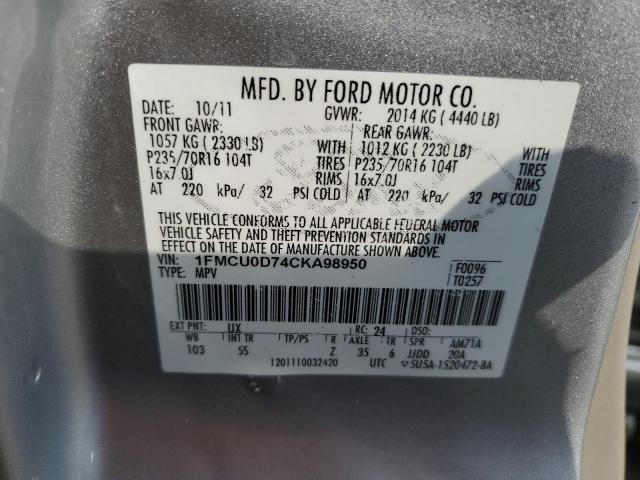 MFD. BY FORD MOTOR CO.
DATE: 10/11 GVWR: 2014 KG ( 4440 LB)
FRONT GAWR: REAR GAWR:
1057 KG ( 2330 LB) WITH 1012 KG ( 2230 LB) WITH
P235/70R16 104T TIRES P235/70R16 104T TIRES
16x7.0J RIMS 16x7.0J RIMS
AT 220 kPa/ 32 PSI COLD AT 220 kPa/ 32 PSI COLD
THIS VEHICLE CONFORMS TO ALL APPLICABLE FEDERAL MOTOR
VEHICLE SAFETY AND THEFT PREVENTION STANDARDS IN
EFFECT ON THE DATE OF MANUFACTURE SHOWN ABOVE.
VIN: 1FMCU0D74CKA98950 F0096
TYPE: MPV T0257
EXT PNT: UX RC: 24 DSO:
WB INT TR TP/PS R AXLE TR SPR AM71A
103 5S Z 35 6 JJDD 20A
1201110032420 UTC ▽5U5A-1520472-BA